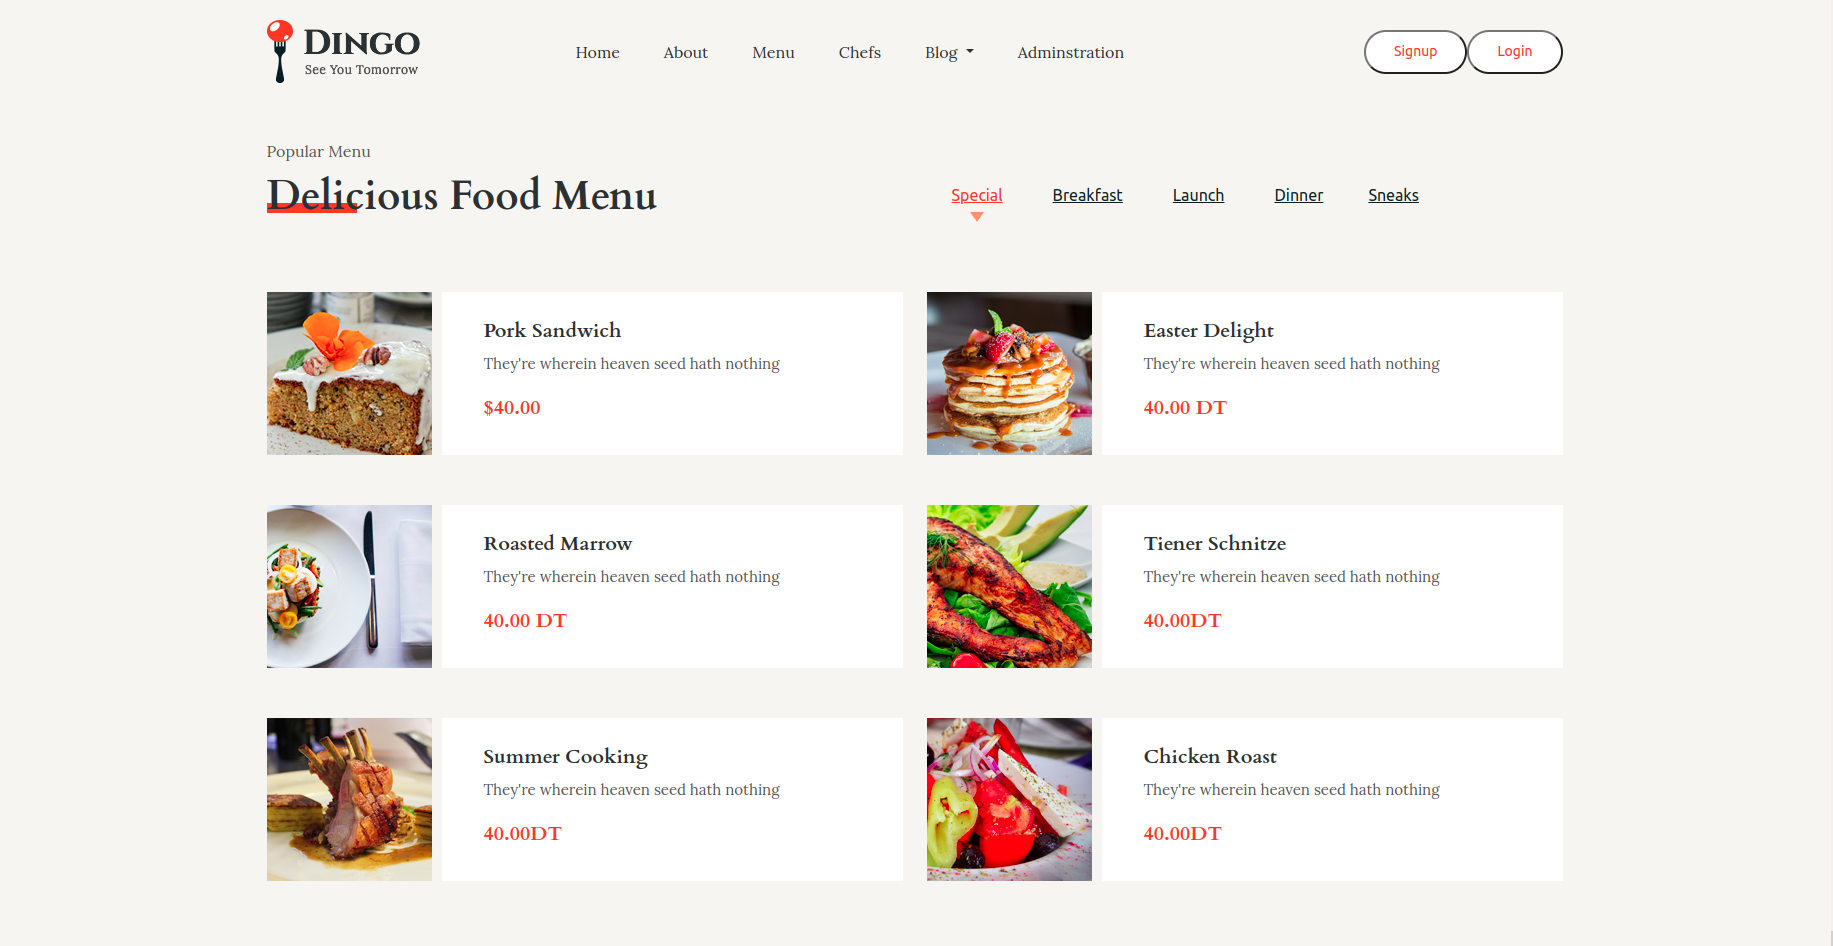 DINGO
See You Tomorrow
Home About Menu Chefs Blog Adminstration
Signup Login
Popular Menu
Delicious Food Menu
Special Breakfast Launch Dinner Sneaks
Pork Sandwich
They're wherein heaven seed hath nothing
$40.00
Easter Delight
They're wherein heaven seed hath nothing
40.00 DT
Roasted Marrow
They're wherein heaven seed hath nothing
40.00 DT
Tiener Schnitze
They're wherein heaven seed hath nothing
40.00DT
Summer Cooking
They're wherein heaven seed hath nothing
40.00DT
Chicken Roast
They're wherein heaven seed hath nothing
40.00DT